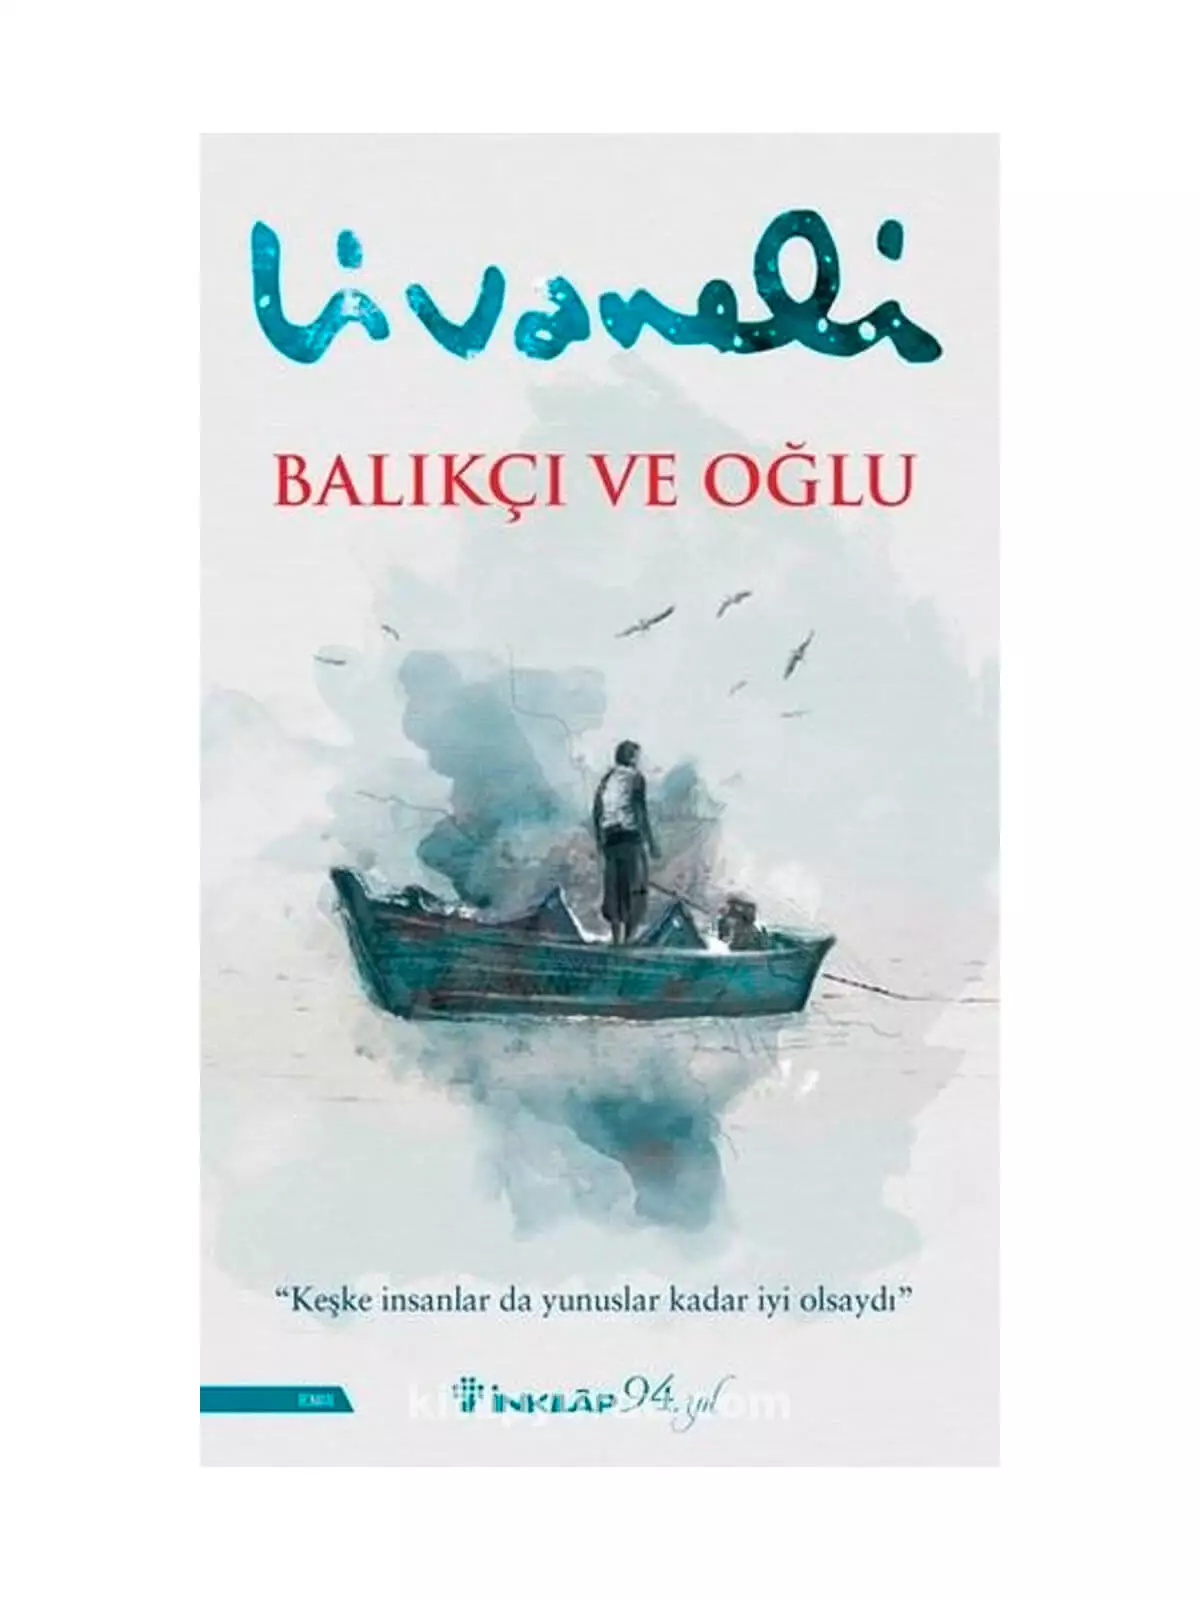 Livaneli
BALIKÇI VE OĞLU
“Keşke insanlar da yunuslar kadar iyi olsaydı”
İNKILÂP 94. yıl